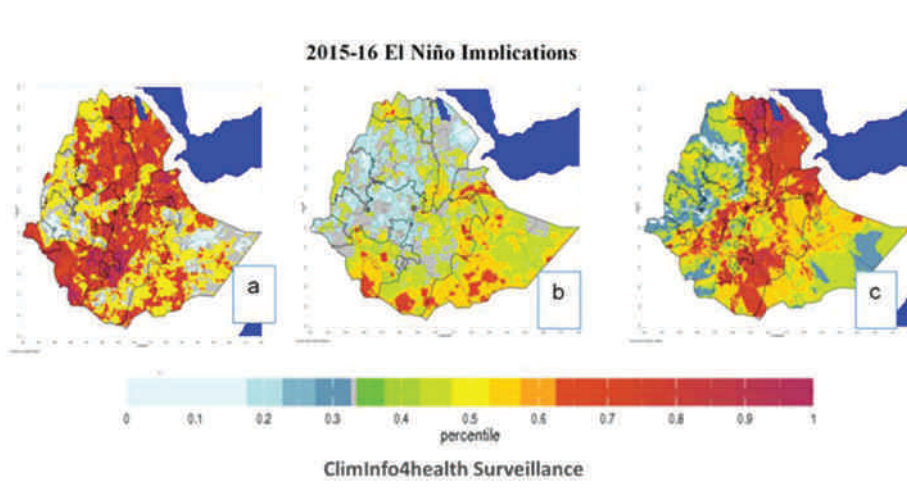 2015-16 El Niño Implications
a
b
c
0 0.1 0.2 0.3 0.4 0.5 0.6 0.7 0.8 0.9 1
percentile
ClimInfo4health Surveillance